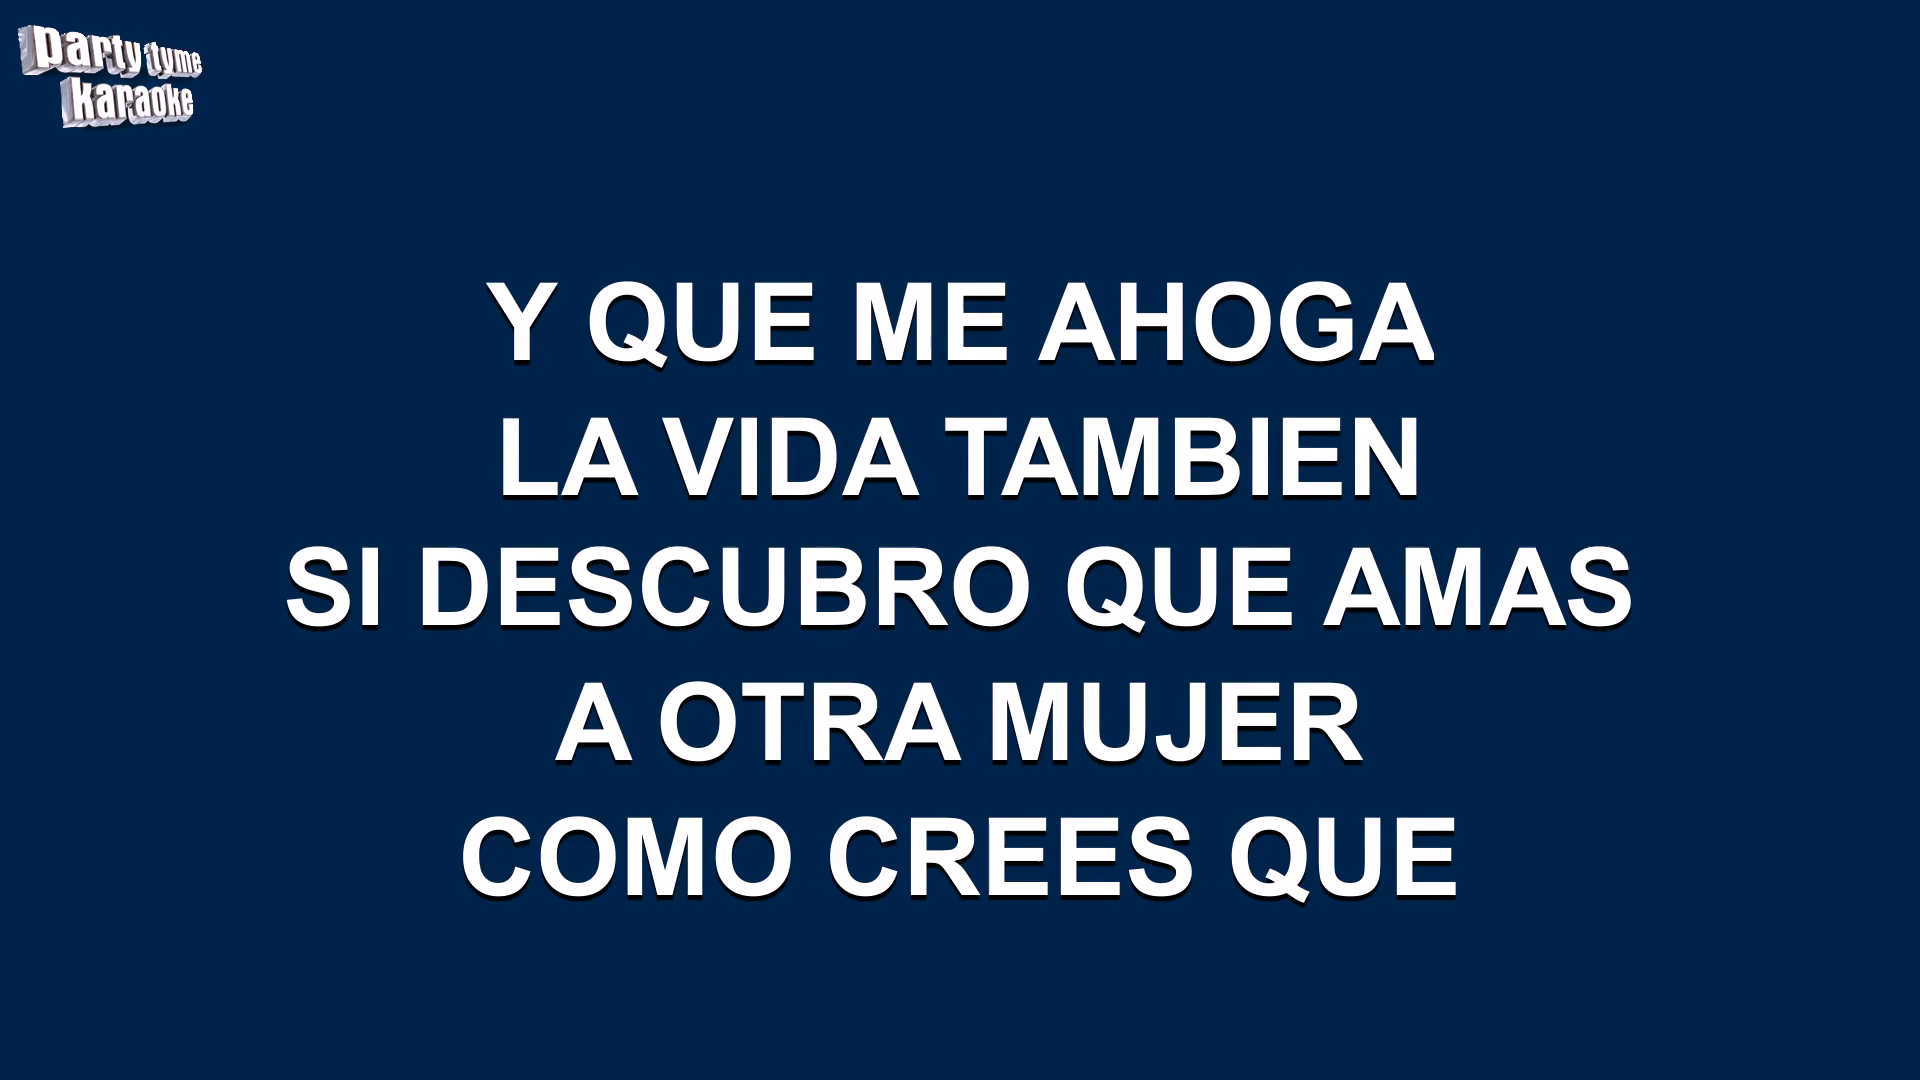 party tyme
karaoke
Y QUE ME AHOGA
LA VIDA TAMBIEN
SI DESCUBRO QUE AMAS
A OTRA MUJER
COMO CREES QUE